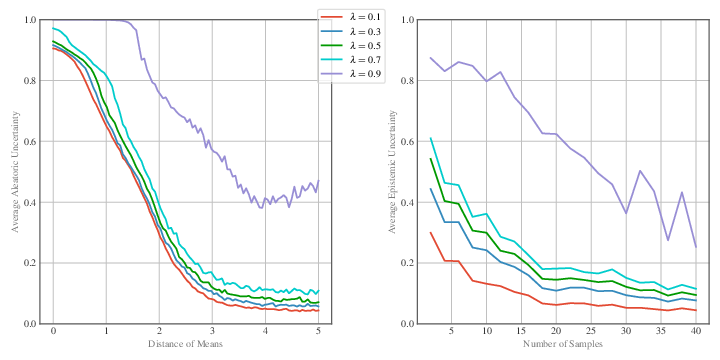 λ = 0.1
λ = 0.3
λ = 0.5
λ = 0.7
λ = 0.9
Average Aleatoric Uncertainty
1.0
0.8
0.6
0.4
0.2
0.0
0 1 2 3 4 5
Distance of Means
Average Epistemic Uncertainty
1.0
0.8
0.6
0.4
0.2
0.0
5 10 15 20 25 30 35 40
Number of Samples